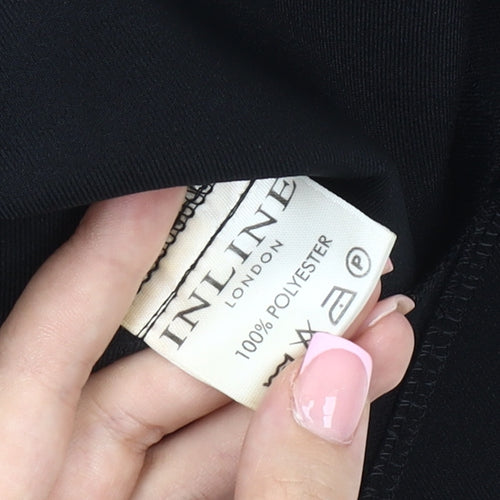 INLINE
LONDON
100% POLYESTER
P